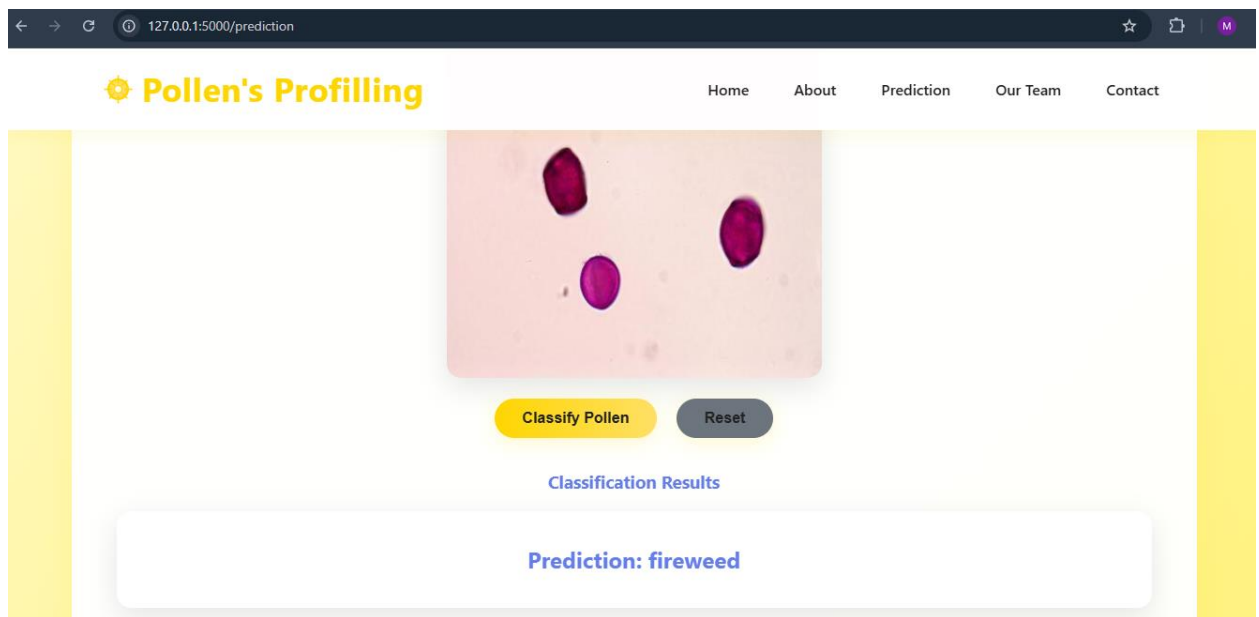 127.0.0.1:5000/prediction
M
Pollen's Profilling
Home About Prediction Our Team Contact
Classify Pollen Reset
Classification Results
Prediction: fireweed